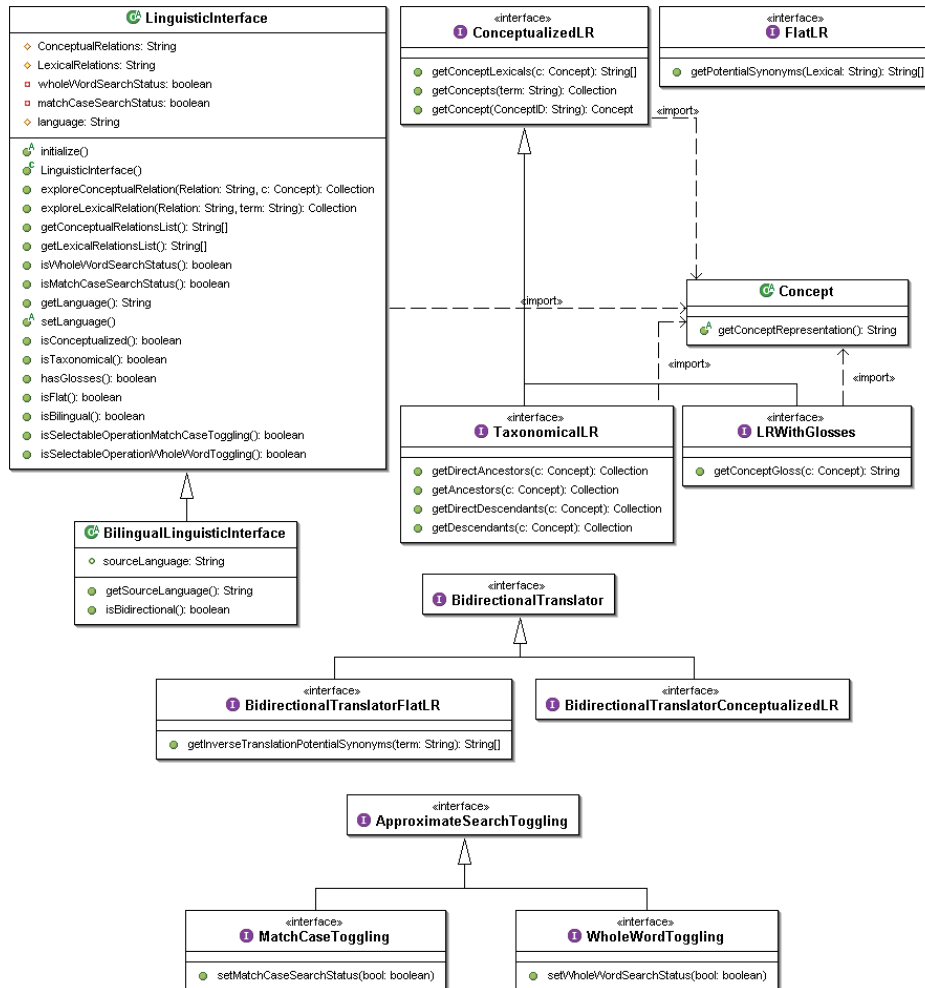 LinguisticInterface
ConceptualRelations: String
LexicalRelations: String
wholeWordSearchStatus: boolean
matchCaseSearchStatus: boolean
language: String
initialize()
LinguisticInterface()
exploreConceptualRelation(Relation: String, c: Concept): Collection
exploreLexicalRelation(Relation: String, term: String): Collection
getConceptualRelationsList(): String[]
getLexicalRelationsList(): String[]
isWholeWordSearchStatus(): boolean
isMatchCaseSearchStatus(): boolean
getLanguage(): String
setLanguage()
isConceptualized(): boolean
isTaxonomical(): boolean
hasGlosses(): boolean
isFlat(): boolean
isBilingual(): boolean
isSelectableOperationMatchCaseToggling(): boolean
isSelectableOperationWholeWordToggling(): boolean
«interface»
ConceptualizedLR
getConceptLexicals(c: Concept): String[]
getConcepts(term: String): Collection
getConcept(ConceptID: String): Concept
«interface»
FlatLR
getPotentialSynonyms(Lexical: String): String[]
«import»
«import»
Concept
getConceptRepresentation(): String
«import»
«import»
«interface»
TaxonomicalLR
getDirectAncestors(c: Concept): Collection
getAncestors(c: Concept): Collection
getDirectDescendants(c: Concept): Collection
getDescendants(c: Concept): Collection
«interface»
LRWithGlosses
getConceptGloss(c: Concept): String
BilingualLinguisticInterface
sourceLanguage: String
getSourceLanguage(): String
isBidirectional(): boolean
«interface»
BidirectionalTranslator
«interface»
BidirectionalTranslatorFlatLR
getInverseTranslationPotentialSynonyms(term: String): String[]
«interface»
BidirectionalTranslatorConceptualizedLR
«interface»
ApproximateSearchToggling
«interface»
MatchCaseToggling
setMatchCaseSearchStatus(bool: boolean)
«interface»
WholeWordToggling
setWholeWordSearchStatus(bool: boolean)